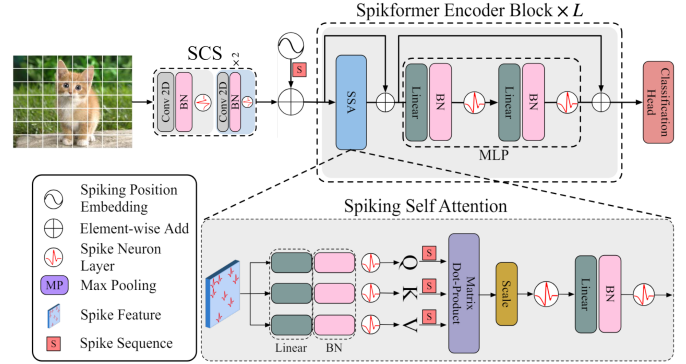 Spikformer Encoder Block × L
SCS
× 2
Conv 2D
BN
Conv 2D
BN
S
SSA
Linear
BN
Linear
BN
MLP
Classification
Head
Spiking Position
Embedding
Element-wise Add
Spike Neuron
Layer
MP
Max Pooling
Spike Feature
S
Spike Sequence
Spiking Self Attention
Linear
BN
Q
K
V
S
S
S
Matrix
Dot-Product
Scale
Linear
BN